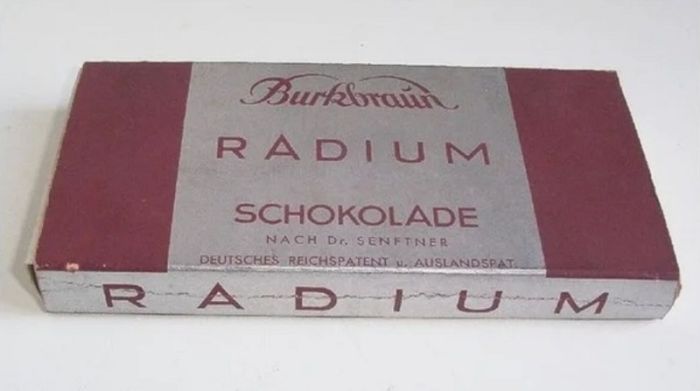 Burkbraun
RADIUM
SCHOKOLADE
NACH Dr. SENFTNER
DEUTSCHES REICHSPATENT u. AUSLANDSPAT.
RADIUM